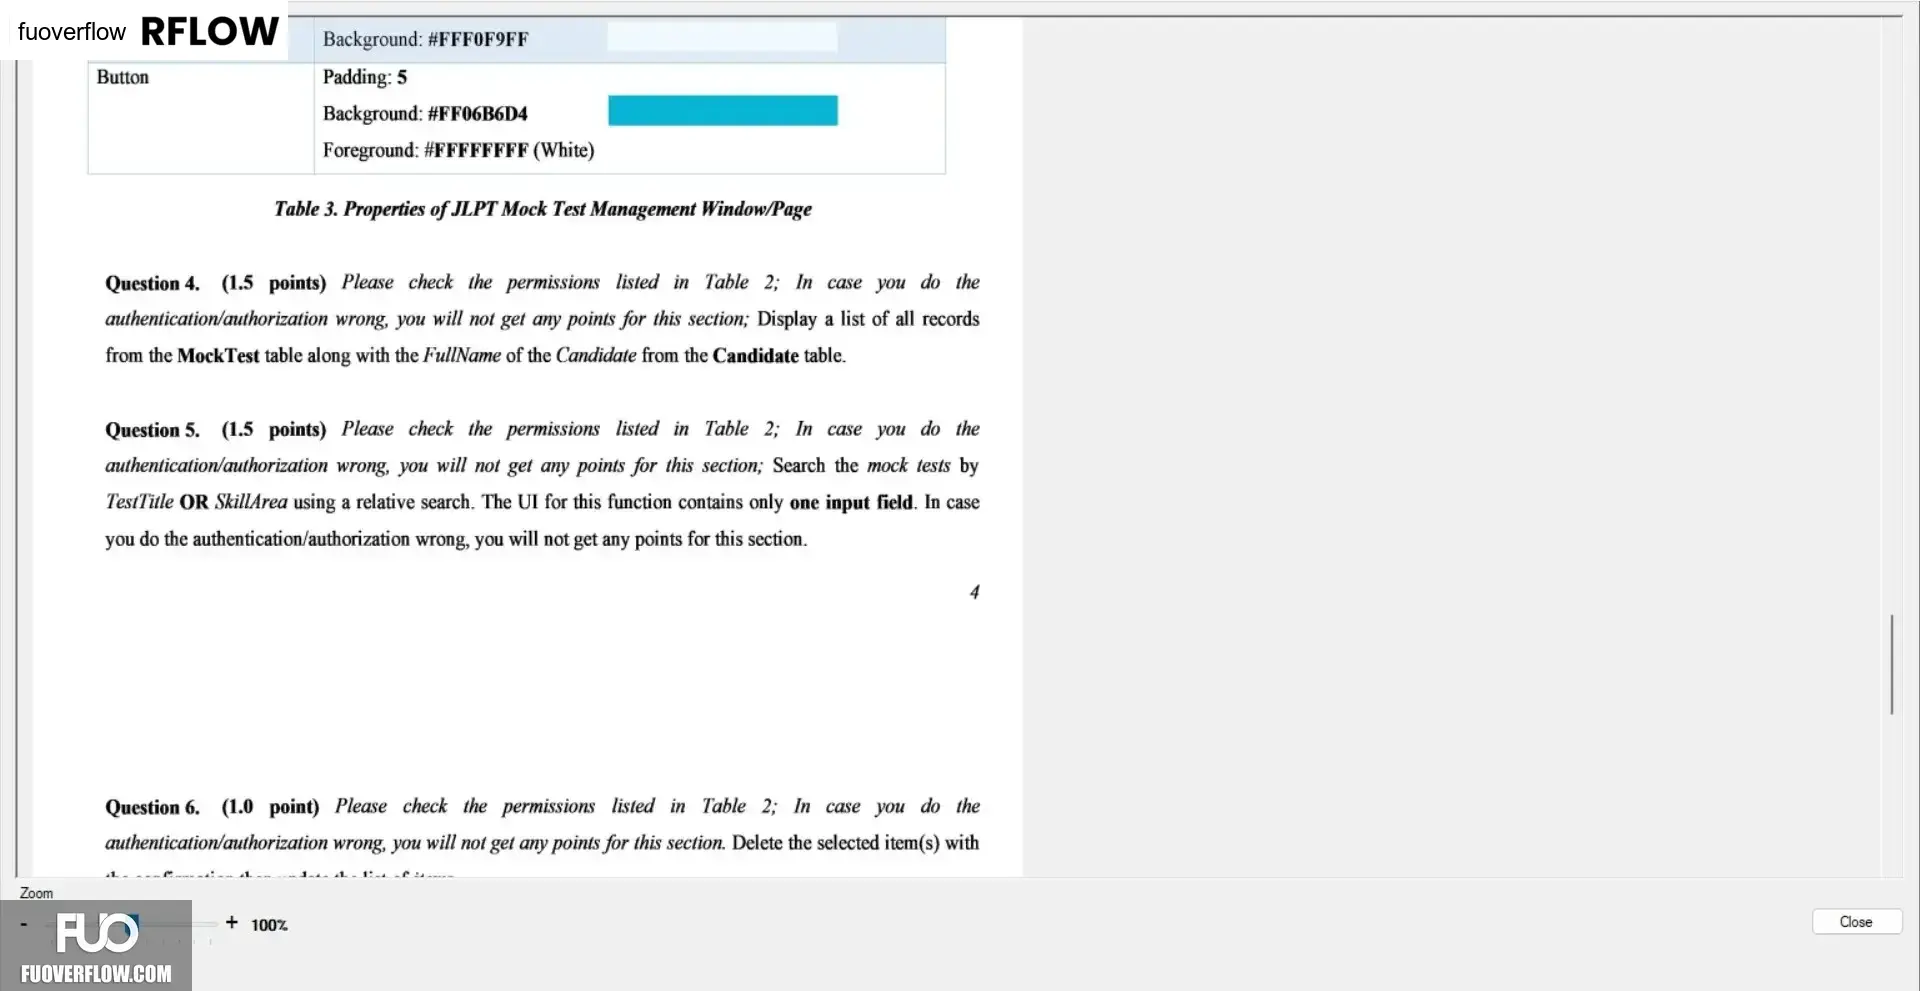 fuoverflow RFLOW
Background: #FFF0F9FF
Button
Padding: 5
Background: #FF06B6D4
Foreground: #FFFFFFFF (White)
Table 3. Properties of JLPT Mock Test Management Window/Page
Question 4. (1.5 points) Please check the permissions listed in Table 2; In case you do the
authentication/authorization wrong, you will not get any points for this section; Display a list of all records
from the MockTest table along with the FullName of the Candidate from the Candidate table.
Question 5. (1.5 points) Please check the permissions listed in Table 2; In case you do the
authentication/authorization wrong, you will not get any points for this section; Search the mock tests by
TestTitle OR SkillArea using a relative search. The UI for this function contains only one input field. In case
you do the authentication/authorization wrong, you will not get any points for this section.
4
Question 6. (1.0 point) Please check the permissions listed in Table 2; In case you do the
authentication/authorization wrong, you will not get any points for this section. Delete the selected item(s) with
the confirmation then update the list of items.
Zoom
- + 100%
Close
FUO
FUOVERFLOW.COM